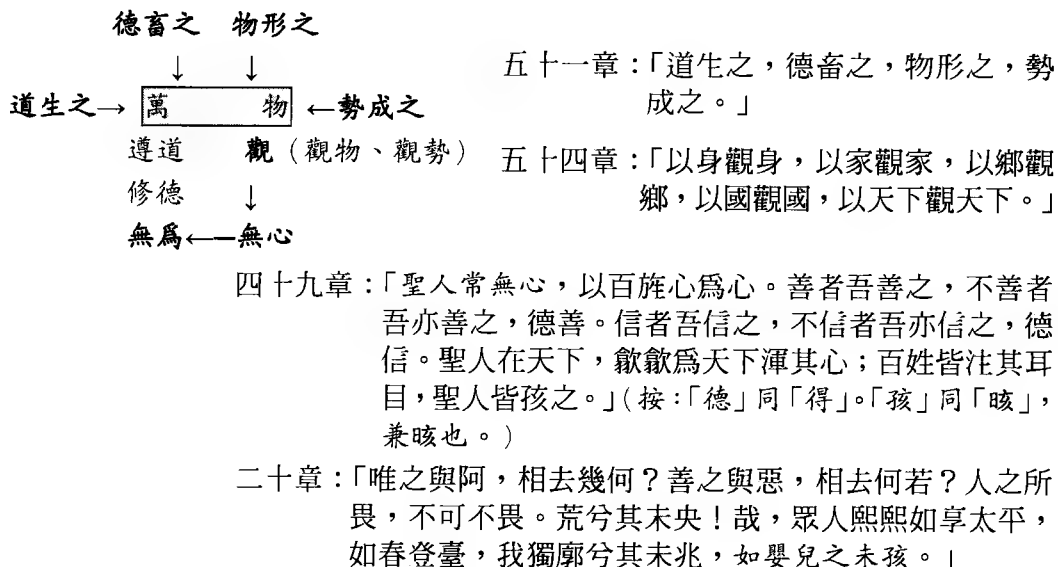 德畜之 物形之
↓ ↓
道生之→ 萬 物 ←勢成之
遵道 觀（觀物、觀勢）
修德 ↓
無爲←—無心
五十一章：「道生之，德畜之，物形之，勢
成之。」
五十四章：「以身觀身，以家觀家，以鄉觀
鄉，以國觀國，以天下觀天下。」
四十九章：「聖人常無心，以百姓心爲心。善者吾善之，不善者
吾亦善之，德善。信者吾信之，不信者吾亦信之，德
信。聖人在天下，歙歙爲天下渾其心；百姓皆注其耳
目，聖人皆孩之。」（按：「德」同「得」。「孩」同「晐」，
兼晐也。）
二十章：「唯之與阿，相去幾何？善之與惡，相去何若？人之所
畏，不可不畏。荒兮其未央！哉，眾人熙熙如享太平，
如春登臺，我獨廓兮其未兆，如嬰兒之未孩。」